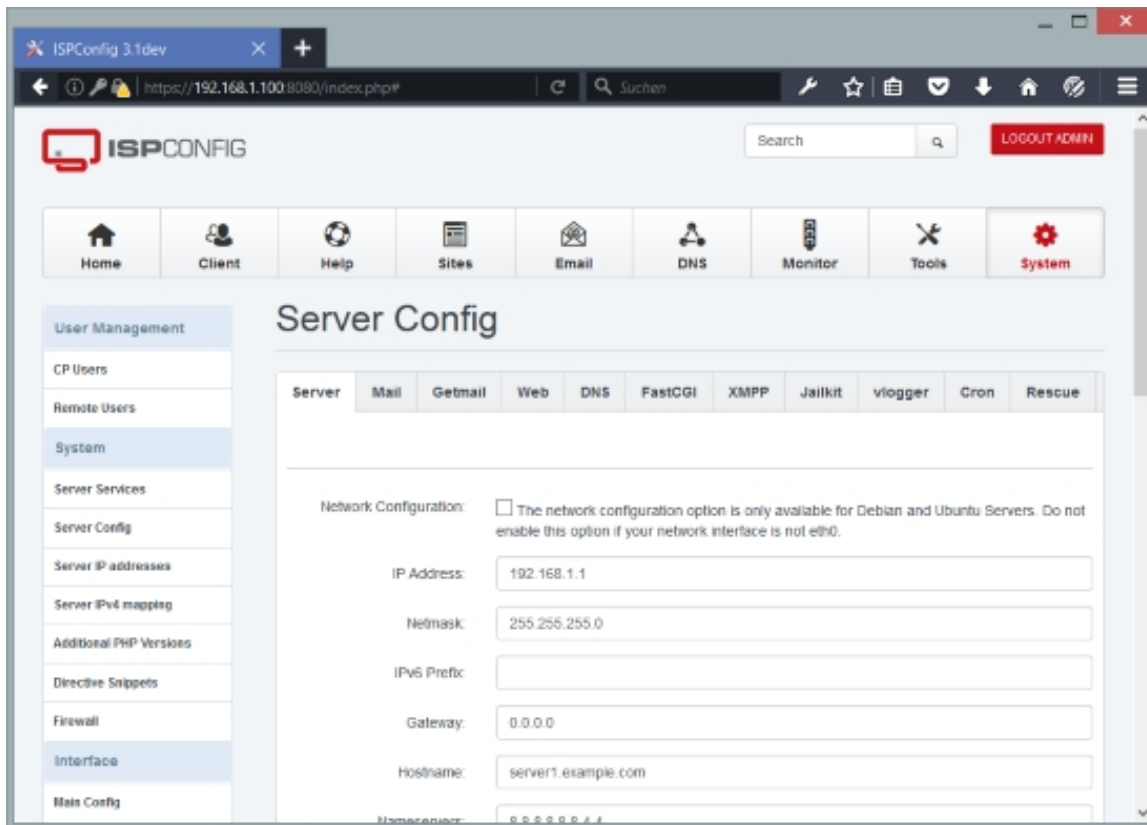 ISPConfig 3.1dev
https://192.168.1.100:8080/index.php#
Suchen
ISPCONFIG
Search
LOGOUT ADMIN
Home
Client
Help
Sites
Email
DNS
Monitor
Tools
System
User Management
CP Users
Remote Users
System
Server Services
Server Config
Server IP addresses
Server IPv4 mapping
Additional PHP Versions
Directive Snippets
Firewall
Interface
Main Config
Server Config
Server
Mail
Getmail
Web
DNS
FastCGI
XMPP
Jailkit
vlogger
Cron
Rescue
Network Configuration:
The network configuration option is only available for Debian and Ubuntu Servers. Do not
enable this option if your network interface is not eth0.
IP Address:
192.168.1.1
Netmask:
255.255.255.0
IPv6 Prefix:
Gateway:
0.0.0.0
Hostname:
server1.example.com
Nameservers: